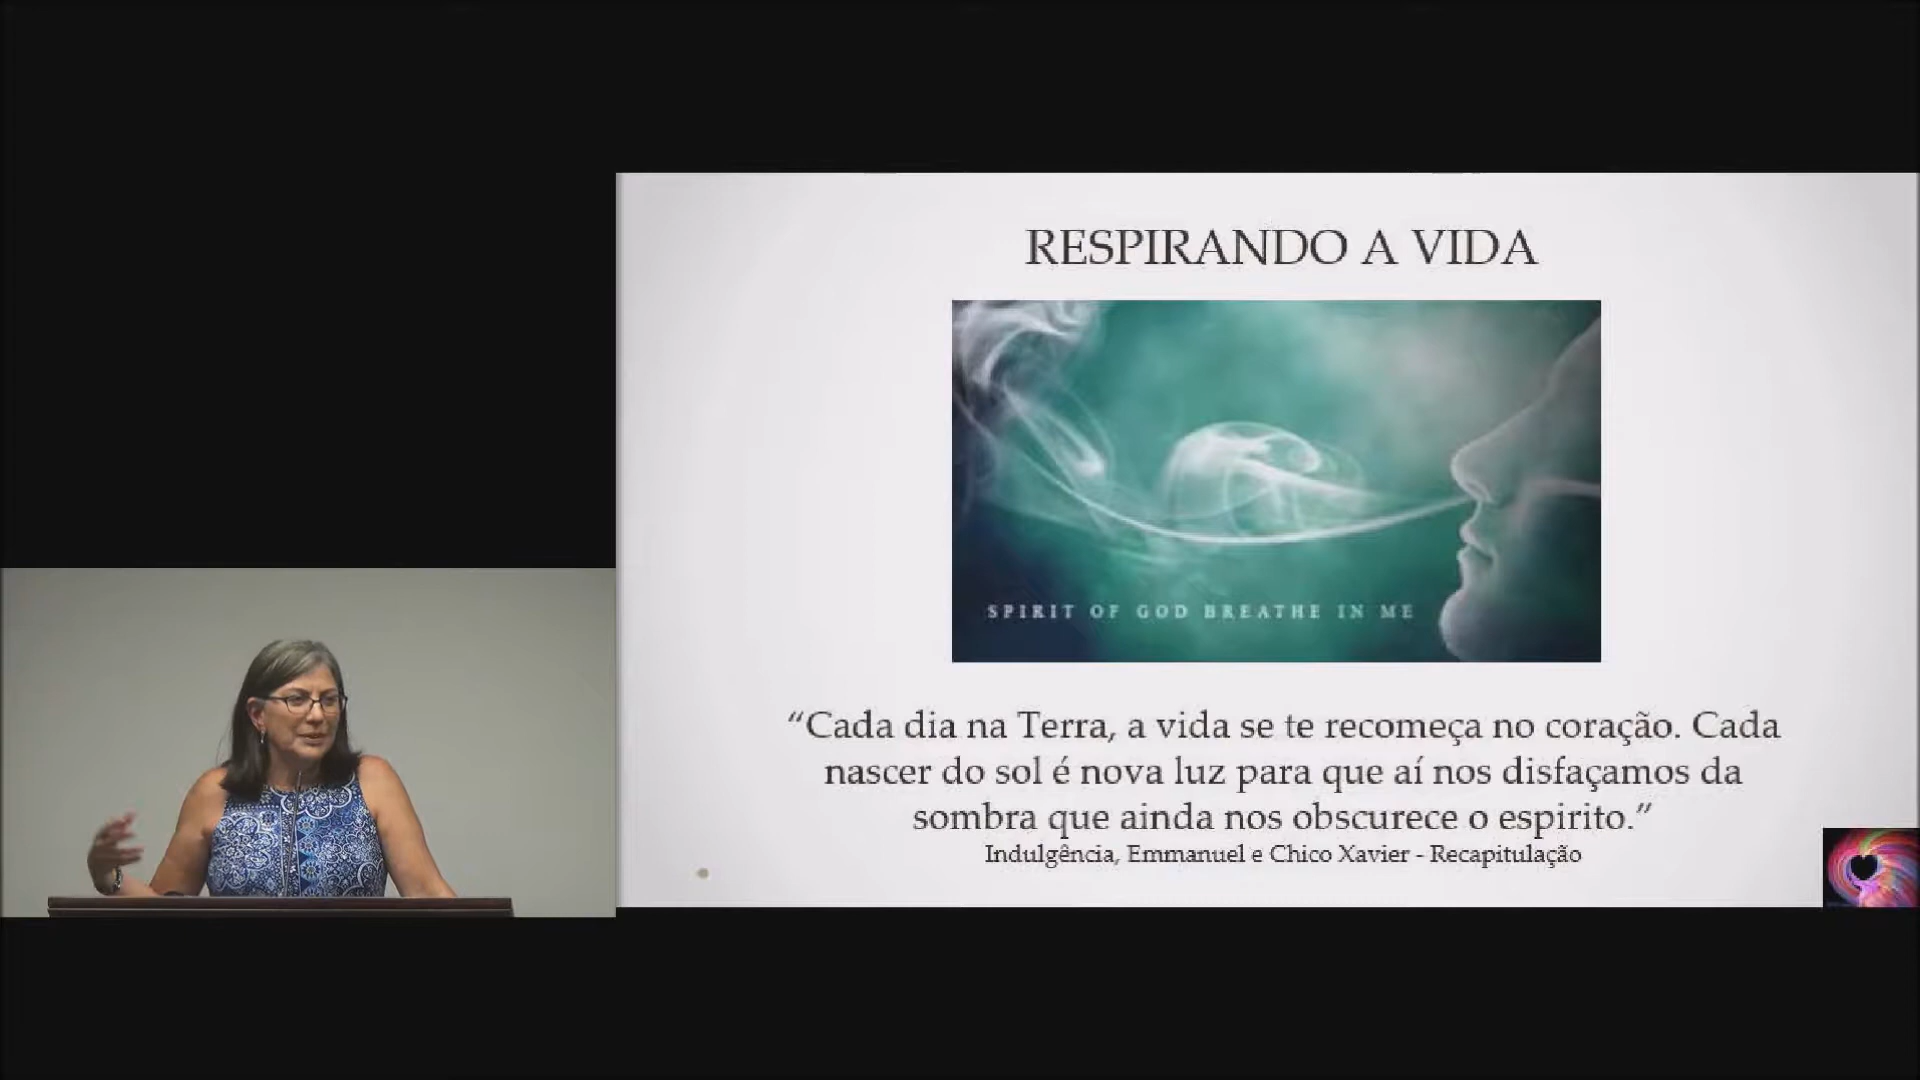 RESPIRANDO A VIDA
SPIRIT OF GOD BREATHE IN ME
“Cada dia na Terra, a vida se te recomeça no coração. Cada
nascer do sol é nova luz para que aí nos disfaçamos da
sombra que ainda nos obscurece o espirito.”
Indulgência, Emmanuel e Chico Xavier - Recapitulação